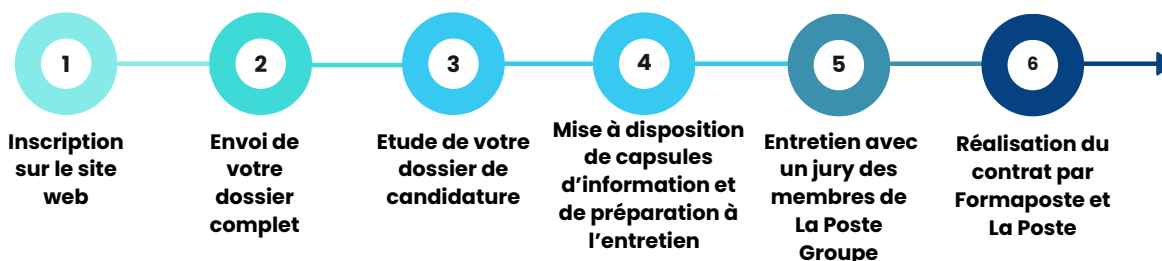 1
Inscription
sur le site
web
2
Envoi de
votre
dossier
complet
3
Etude de votre
dossier de
candidature
4
Mise à disposition
de capsules
d’information et
de préparation à
l’entretien
5
Entretien avec
un jury des
membres de
La Poste
Groupe
6
Réalisation du
contrat par
Formaposte et
La Poste